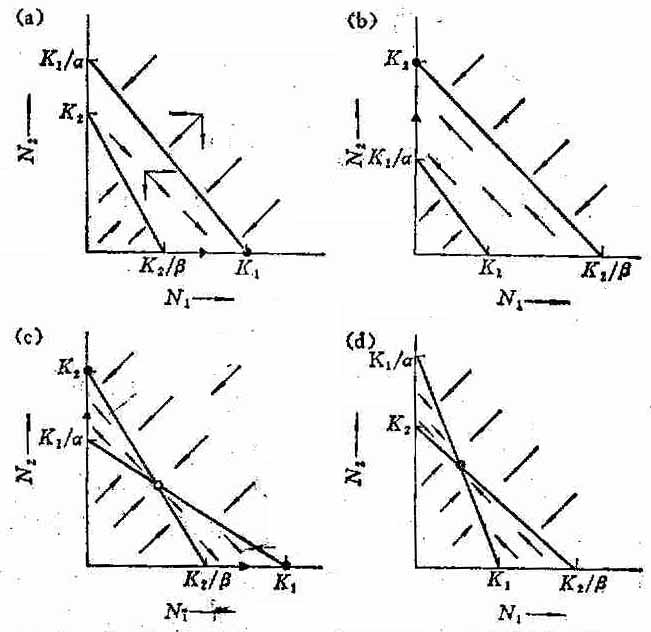 (a)
K₁/α
K₂
N₂
K₂/β
K₁
N₁
(b)
K₂
K₁/α
N₂
K₁
K₂/β
N₁
(c)
K₂
K₁/α
N₂
K₂/β
K₁
N₁
(d)
K₁/α
K₂
N₂
K₁
K₂/β
N₁